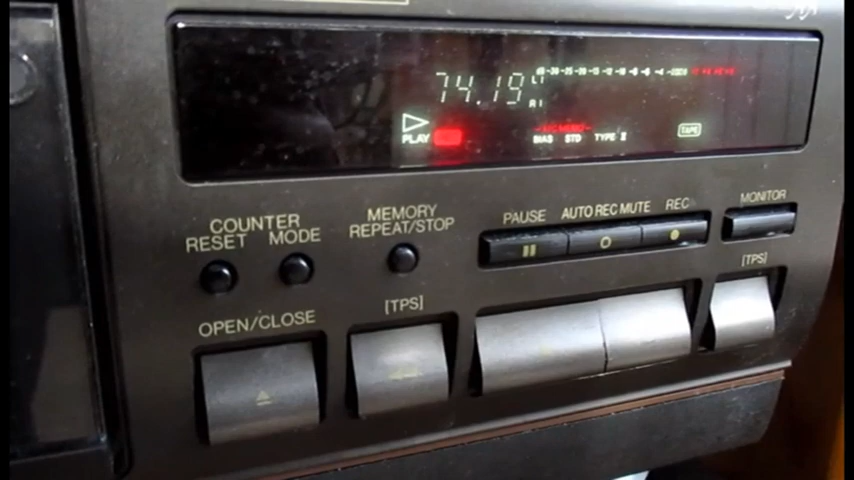 74.19
PLAY
BIAS STD TYPE II
TAPE
COUNTER
RESET MODE
MEMORY
REPEAT/STOP
PAUSE AUTO REC MUTE REC
MONITOR
OPEN/CLOSE
[TPS]
[TPS]